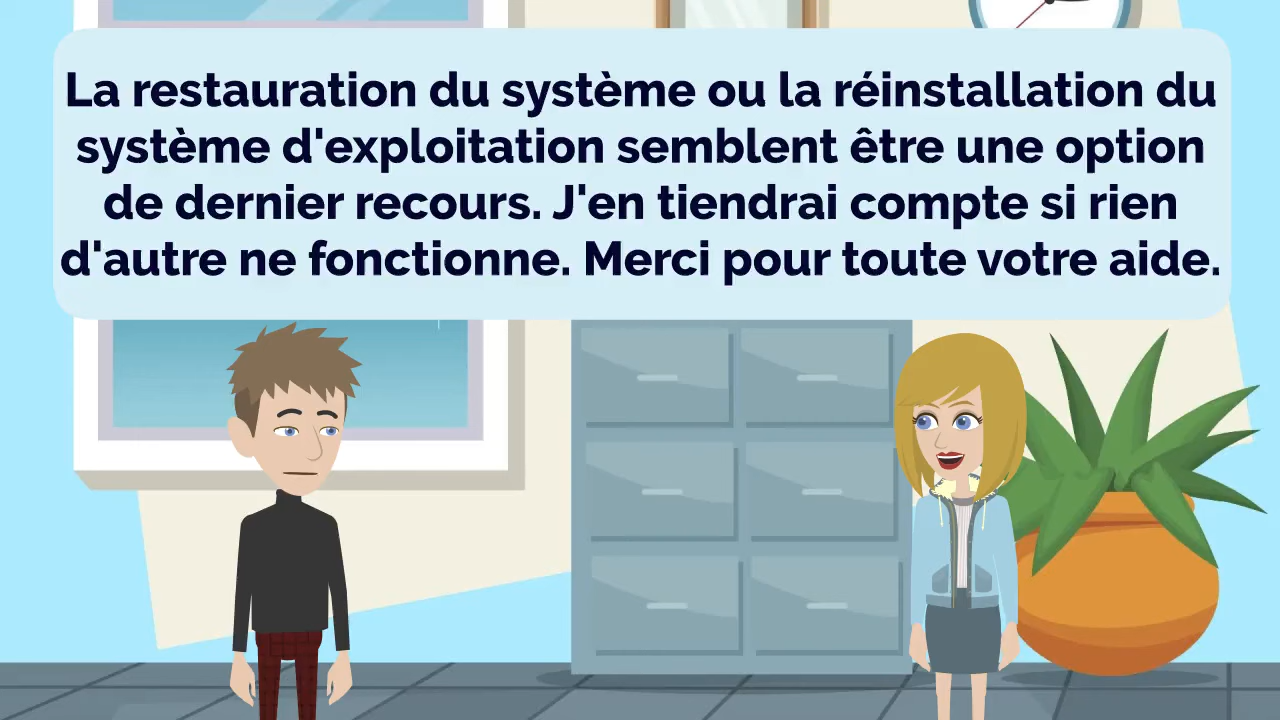 La restauration du système ou la réinstallation du
système d'exploitation semblent être une option
de dernier recours. J'en tiendrai compte si rien
d'autre ne fonctionne. Merci pour toute votre aide.